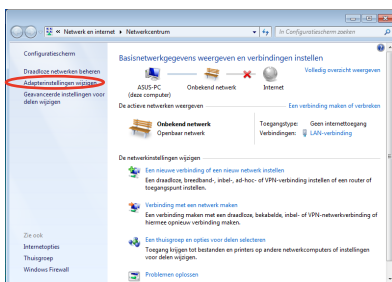 « Netwerk en internet ▸ Netwerkcentrum
In Configuratiescherm zoeken
Configuratiescherm
Draadloze netwerken beheren
Adapterinstellingen wijzigen
Geavanceerde instellingen voor
delen wijzigen
Zie ook
Internetopties
Thuisgroep
Windows Firewall
Basisnetwerkgegevens weergeven en verbindingen instellen
Volledig overzicht weergeven
ASUS-PC
(deze computer)
Onbekend netwerk
Internet
De actieve netwerken weergeven
Een verbinding maken of verbreken
Onbekend netwerk
Openbaar netwerk
Toegangstype: Geen internettoegang
Verbindingen: LAN-verbinding
De netwerkinstellingen wijzigen
Een nieuwe verbinding of een nieuw netwerk instellen
Een draadloze, breedband-, inbel-, ad-hoc- of VPN-verbinding instellen of een router of
toegangspunt instellen.
Verbinding met een netwerk maken
Een verbinding maken met een draadloze, bekabelde, inbel- of VPN-netwerkverbinding of
hiermee opnieuw verbinding maken.
Een thuisgroep en opties voor delen selecteren
Toegang krijgen tot bestanden en printers op andere netwerkcomputers of instellingen
voor delen wijzigen.
Problemen oplossen